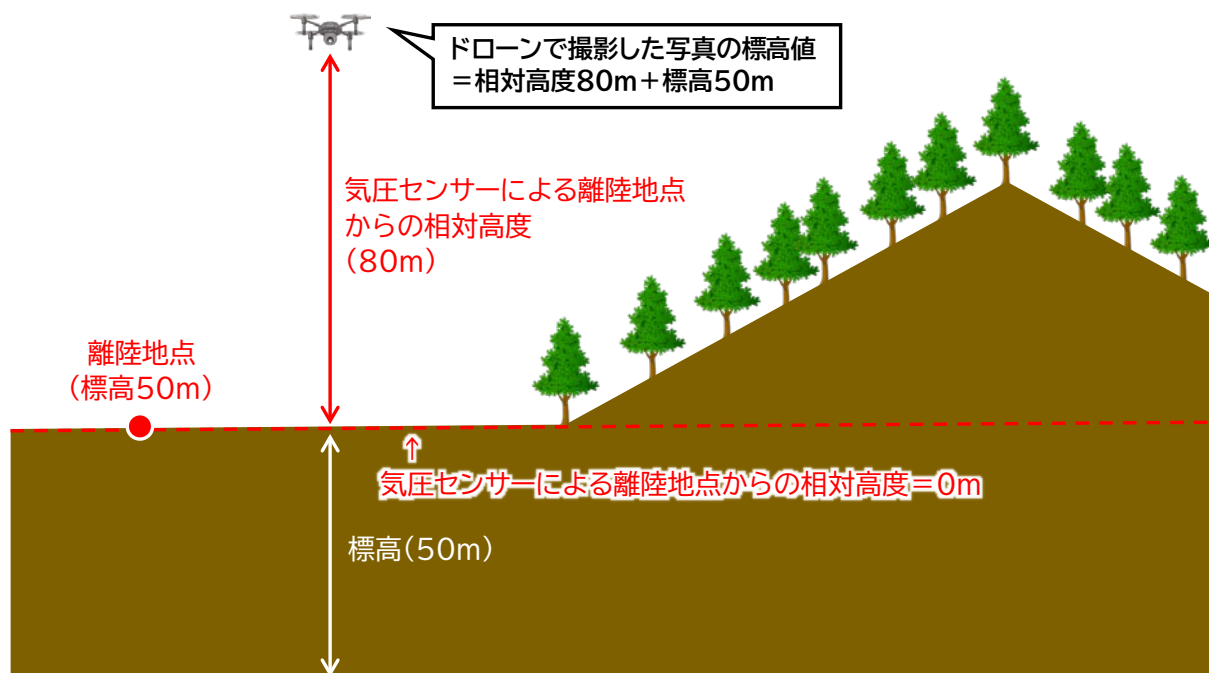 ドローンで撮影した写真の標高値
＝相対高度80m＋標高50m
気圧センサーによる離陸地点
からの相対高度
（80m）
離陸地点
（標高50m）
↑
気圧センサーによる離陸地点からの相対高度＝0m
標高（50m）